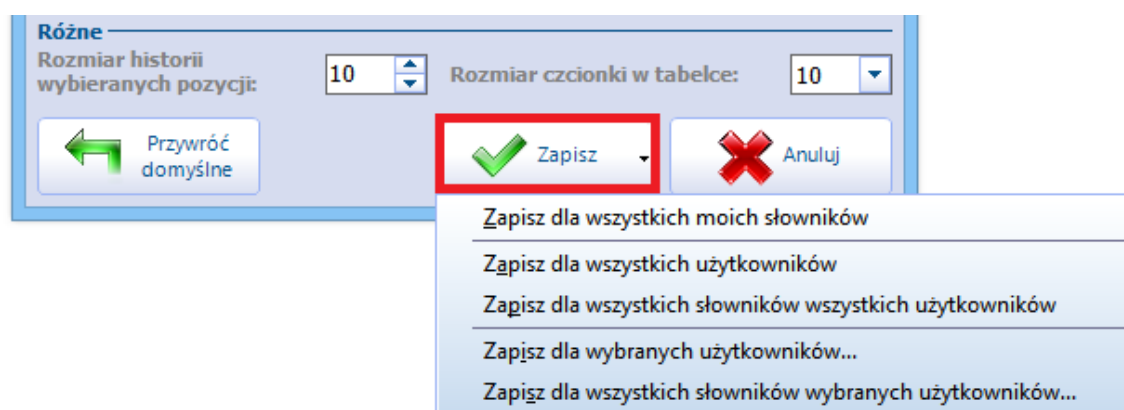 Różne
Rozmiar historii
wybieranych pozycji:
10
Rozmiar czcionki w tabelce:
10
Przywróć
domyślne
Zapisz
Anuluj
Zapisz dla wszystkich moich słowników
Zapisz dla wszystkich użytkowników
Zapisz dla wszystkich słowników wszystkich użytkowników
Zapisz dla wybranych użytkowników...
Zapisz dla wszystkich słowników wybranych użytkowników...